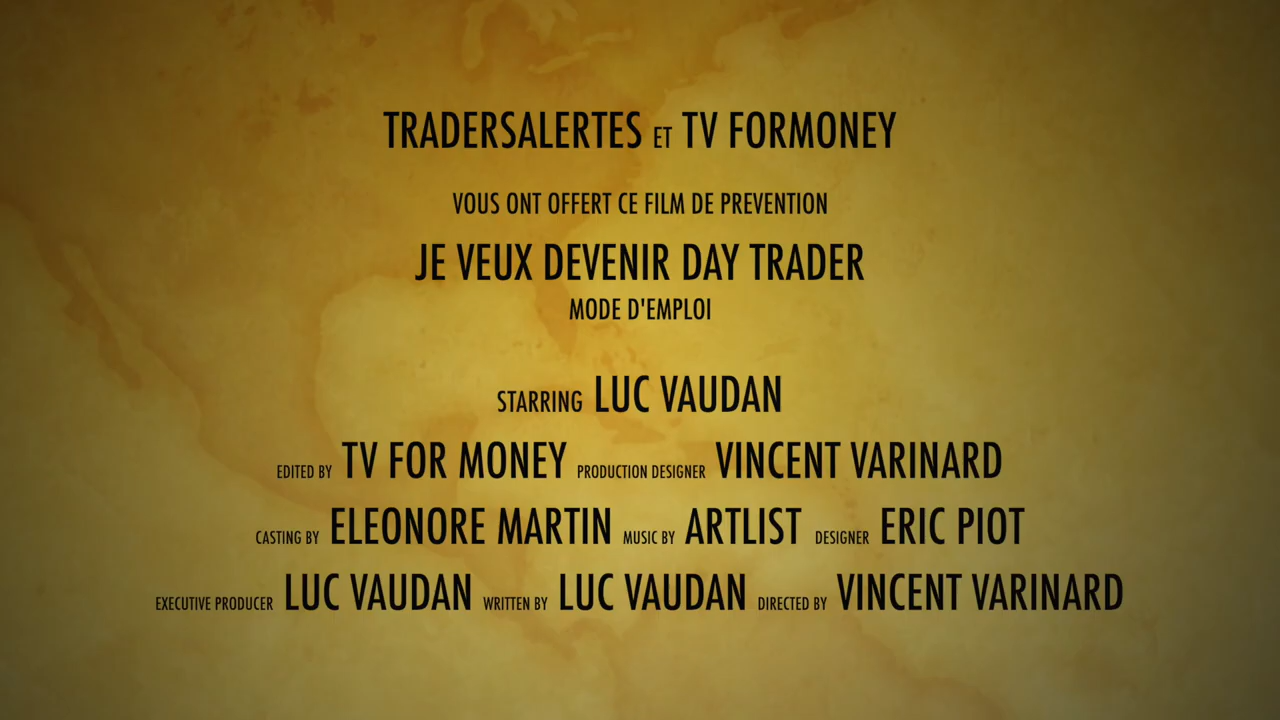 TRADERSALERTES ET TV FORMONEY
VOUS ONT OFFERT CE FILM DE PREVENTION
JE VEUX DEVENIR DAY TRADER
MODE D'EMPLOI
STARRING LUC VAUDAN
EDITED BY TV FOR MONEY PRODUCTION DESIGNER VINCENT VARINARD
CASTING BY ELEONORE MARTIN MUSIC BY ARTLIST DESIGNER ERIC PIOT
EXECUTIVE PRODUCER LUC VAUDAN WRITTEN BY LUC VAUDAN DIRECTED BY VINCENT VARINARD